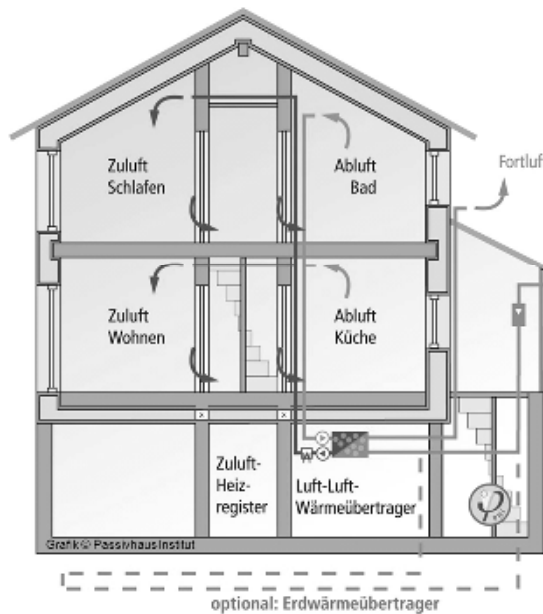 Zuluft
Schlafen
Abluft
Bad
Fortluft
Zuluft
Wohnen
Abluft
Küche
Zuluft-
Heiz-
register
Luft-Luft-
Wärmeübertrager
Grafik © Passivhaus Institut
optional: Erdwärmeübertrager